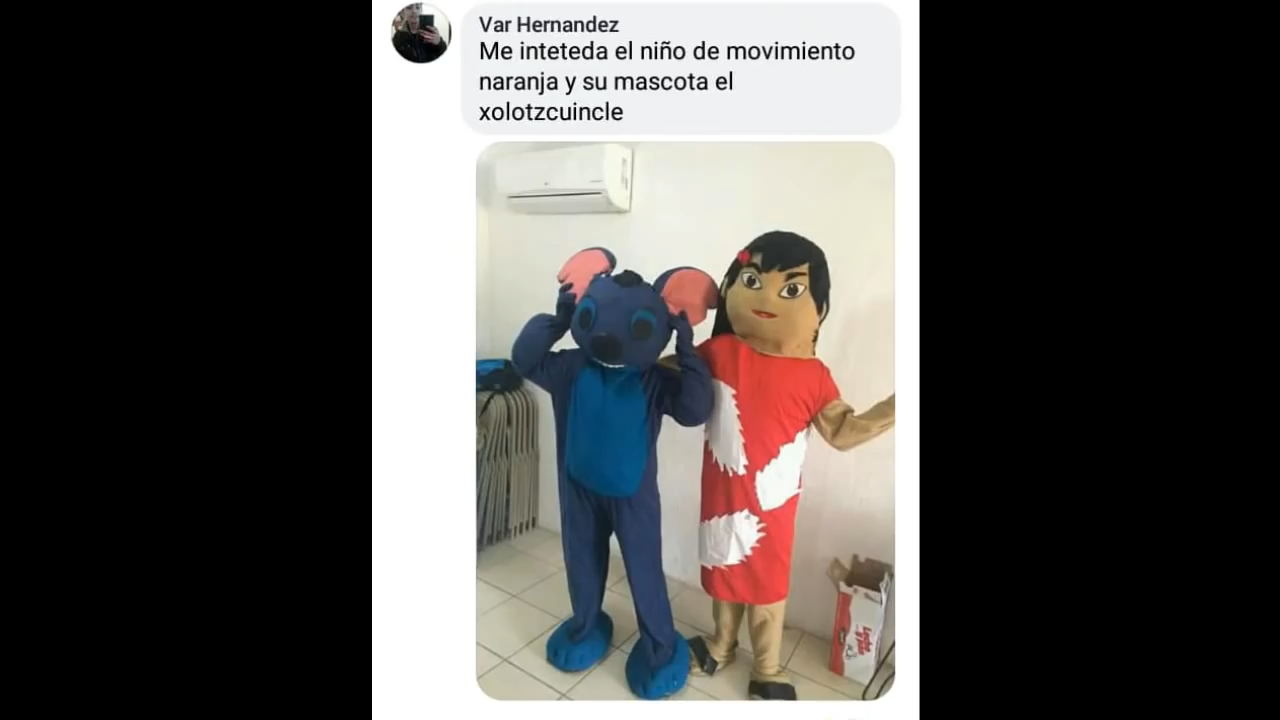 Var Hernandez
Me inteteda el niño de movimiento
naranja y su mascota el
xolotzcuincle